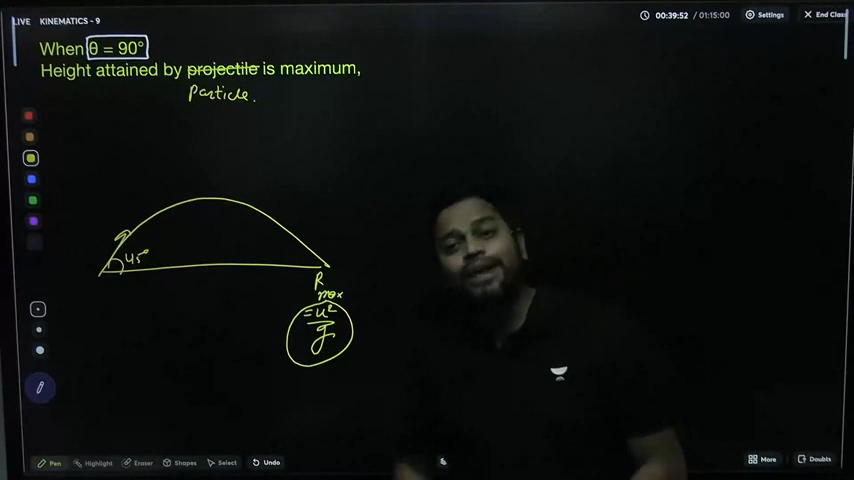 LIVE KINEMATICS - 9
00:39:52 / 01:15:00 Settings End Class
When θ = 90°
Height attained by projectile is maximum,
Particle.
45°
R max
= u²/g
Pen Highlight Eraser Shapes Select Undo
More Doubts